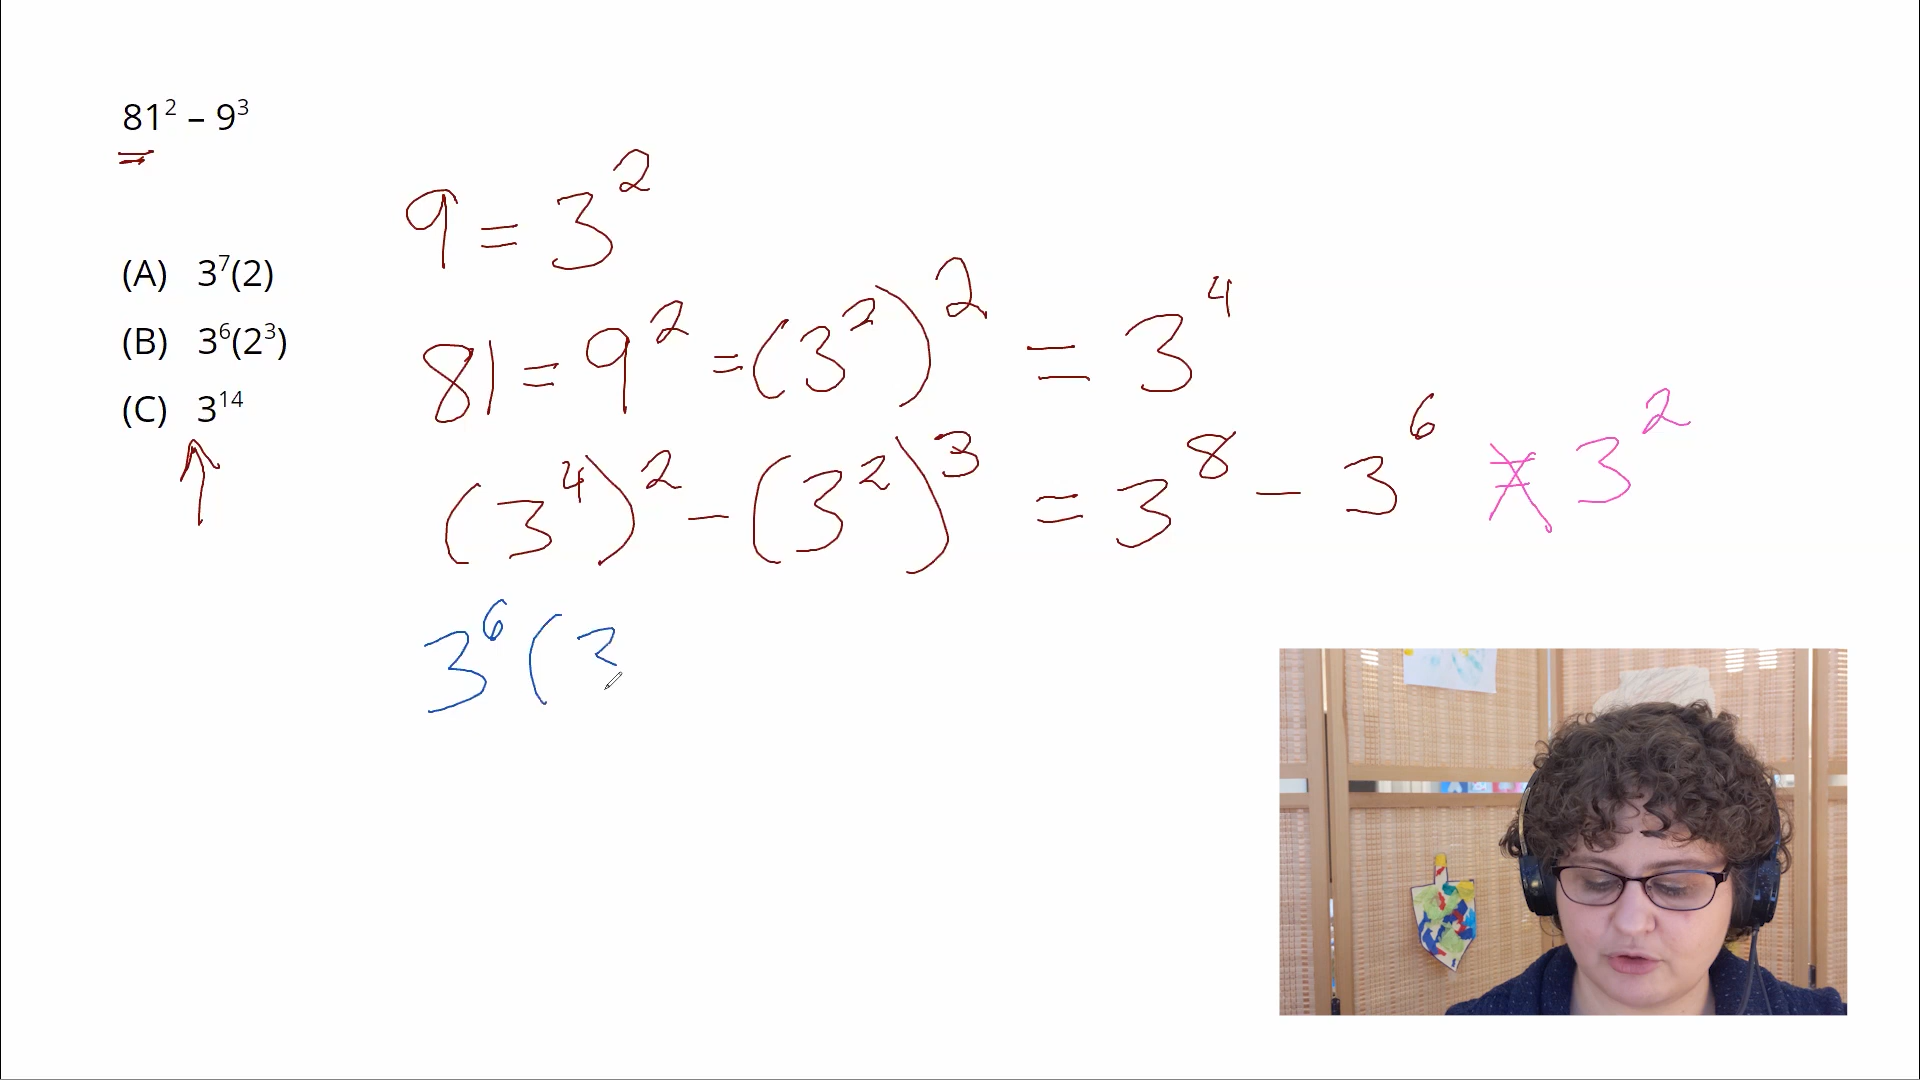 81² – 9³
(A) 3⁷(2)
(B) 3⁶(2³)
(C) 3¹⁴
9 = 3²
81 = 9² = (3²)² = 3⁴
(3⁴)² – (3²)³ = 3⁸ – 3⁶ * 3²
3⁶ ( 3